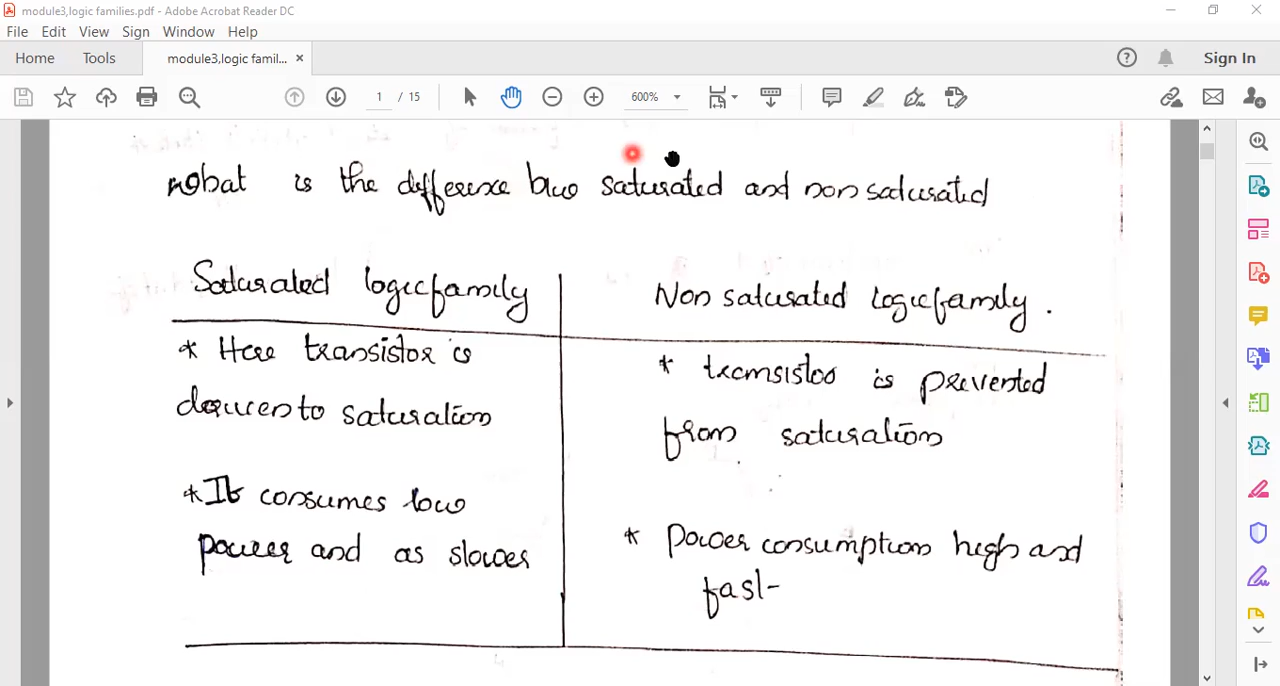 module3,logic families.pdf - Adobe Acrobat Reader DC
File Edit View Sign Window Help
Home Tools module3,logic famil... × Sign In
1 / 15 600%
is the difference b/w saturated and non saturated
Saturated logicfamily
Non saturated Logicfamily.
* Here transistor is
to saturation
* It consumes low
power and as slower
* transistor is prevented
from saturation
* Power consumption high and
fast